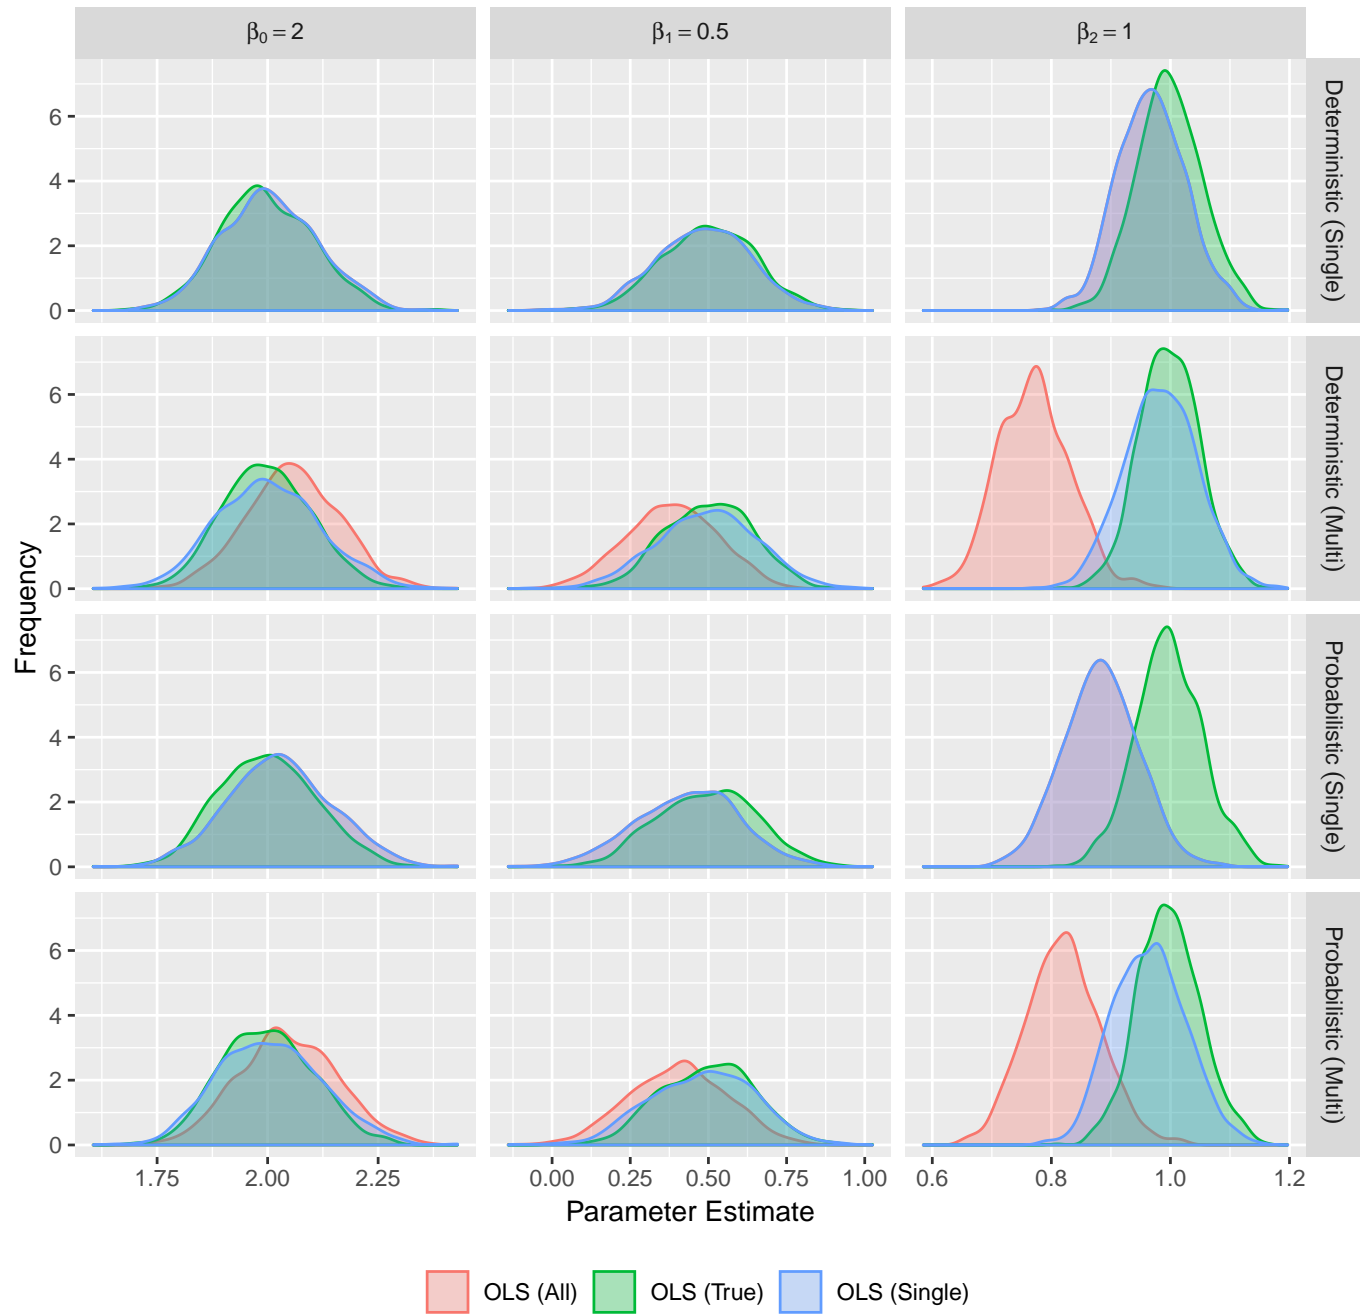 β₀ = 2
β₁ = 0.5
β₂ = 1
Deterministic (Single)
Deterministic (Multi)
Probabilistic (Single)
Probabilistic (Multi)
Frequency
6
4
2
0
6
4
2
0
6
4
2
0
6
4
2
0
1.75 2.00 2.25
0.00 0.25 0.50 0.75 1.00
0.6 0.8 1.0 1.2
Parameter Estimate
OLS (All) OLS (True) OLS (Single)